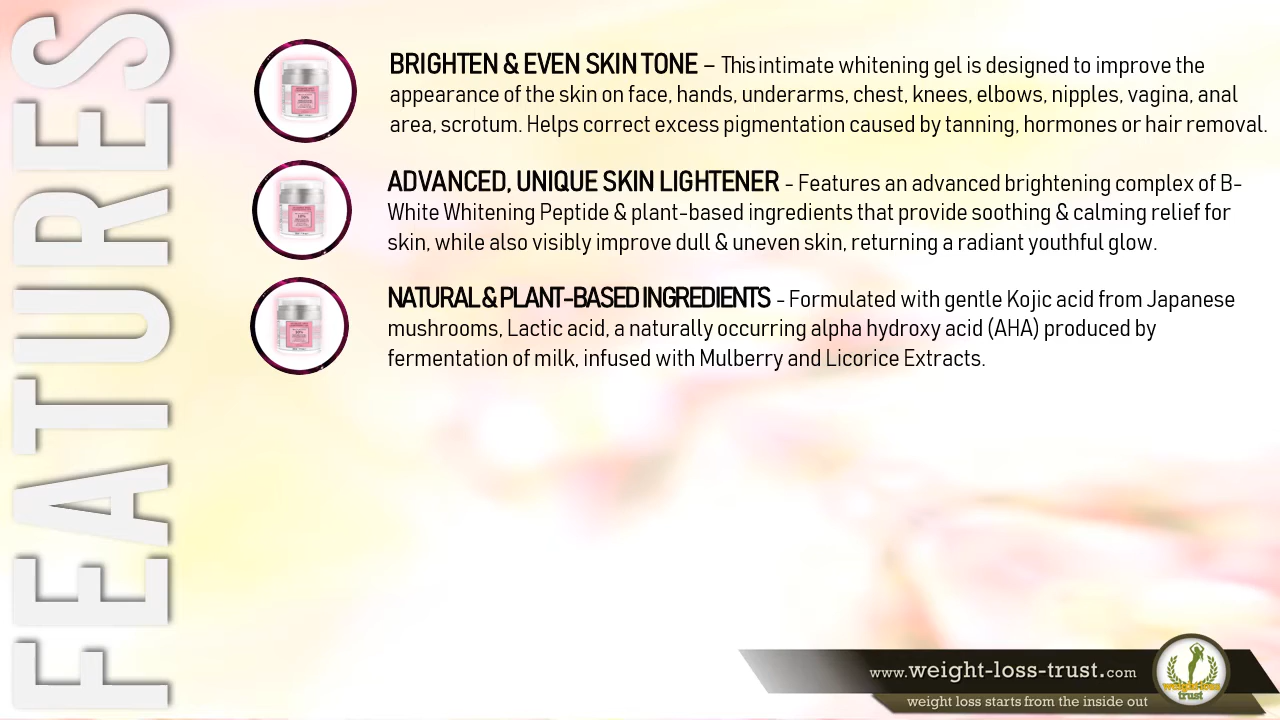 FEATURES
BRIGHTEN & EVEN SKIN TONE – This intimate whitening gel is designed to improve the
appearance of the skin on face, hands, underarms, chest, knees, elbows, nipples, vagina, anal
area, scrotum. Helps correct excess pigmentation caused by tanning, hormones or hair removal.
ADVANCED, UNIQUE SKIN LIGHTENER - Features an advanced brightening complex of B-
White Whitening Peptide & plant-based ingredients that provide soothing & calming relief for
skin, while also visibly improve dull & uneven skin, returning a radiant youthful glow.
NATURAL & PLANT-BASED INGREDIENTS - Formulated with gentle Kojic acid from Japanese
mushrooms, Lactic acid, a naturally occurring alpha hydroxy acid (AHA) produced by
fermentation of milk, infused with Mulberry and Licorice Extracts.
www.weight-loss-trust.com
weight loss starts from the inside out
weight loss
trust